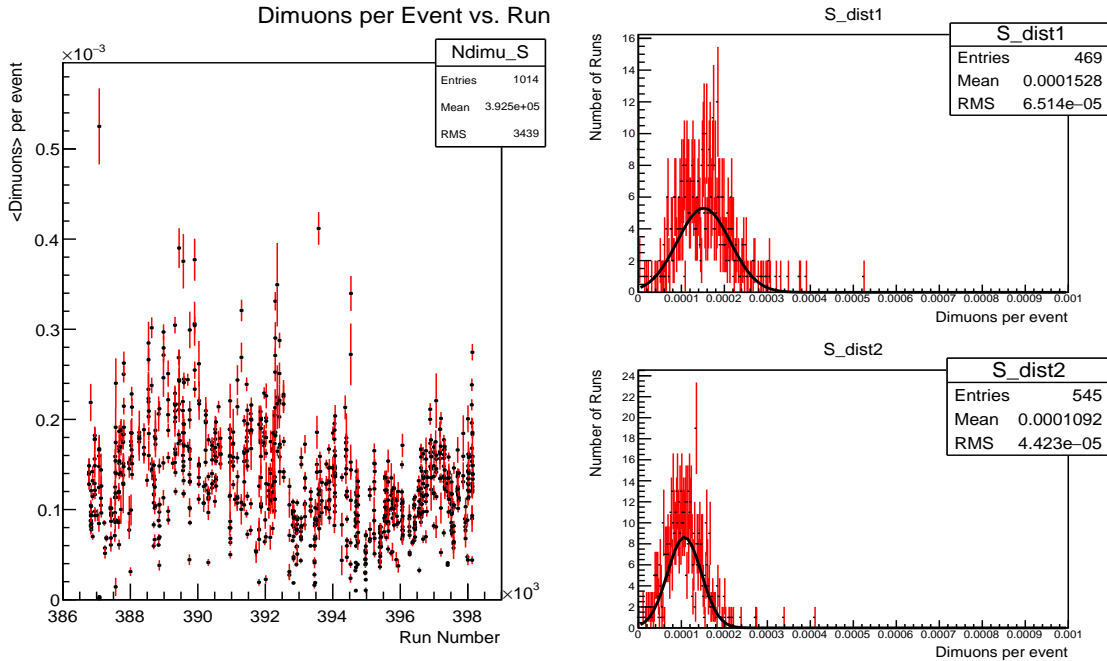 Dimuons per Event vs. Run
×10⁻³
<Dimuons> per event
0.5
0.4
0.3
0.2
0.1
0
386 388 390 392 394 396 398
×10³
Run Number
Ndimu_S
Entries 1014
Mean 3.925e+05
RMS 3439
S_dist1
Number of Runs
16
14
12
10
8
6
4
2
0
0 0.0001 0.0002 0.0003 0.0004 0.0005 0.0006 0.0007 0.0008 0.0009 0.001
Dimuons per event
S_dist1
Entries 469
Mean 0.0001528
RMS 6.514e−05
S_dist2
Number of Runs
24
22
20
18
16
14
12
10
8
6
4
2
0
0 0.0001 0.0002 0.0003 0.0004 0.0005 0.0006 0.0007 0.0008 0.0009 0.001
Dimuons per event
S_dist2
Entries 545
Mean 0.0001092
RMS 4.423e−05